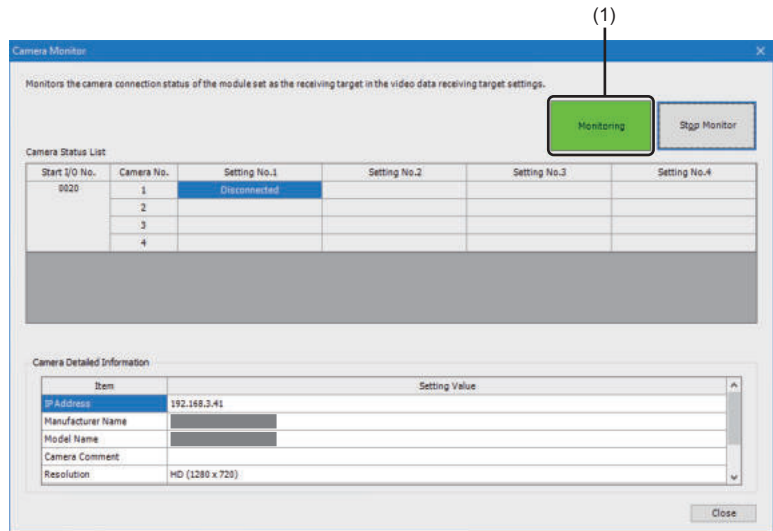 (1)
Camera Monitor
Monitors the camera connection status of the module set as the receiving target in the video data receiving target settings.
Monitoring
Stop Monitor
Camera Status List
Start I/O No. Camera No. Setting No.1 Setting No.2 Setting No.3 Setting No.4
0020 1 Disconnected
2
3
4
Camera Detailed Information
Item Setting Value
IP Address 192.168.3.41
Manufacturer Name
Model Name
Camera Comment
Resolution HD (1280 x 720)
Close